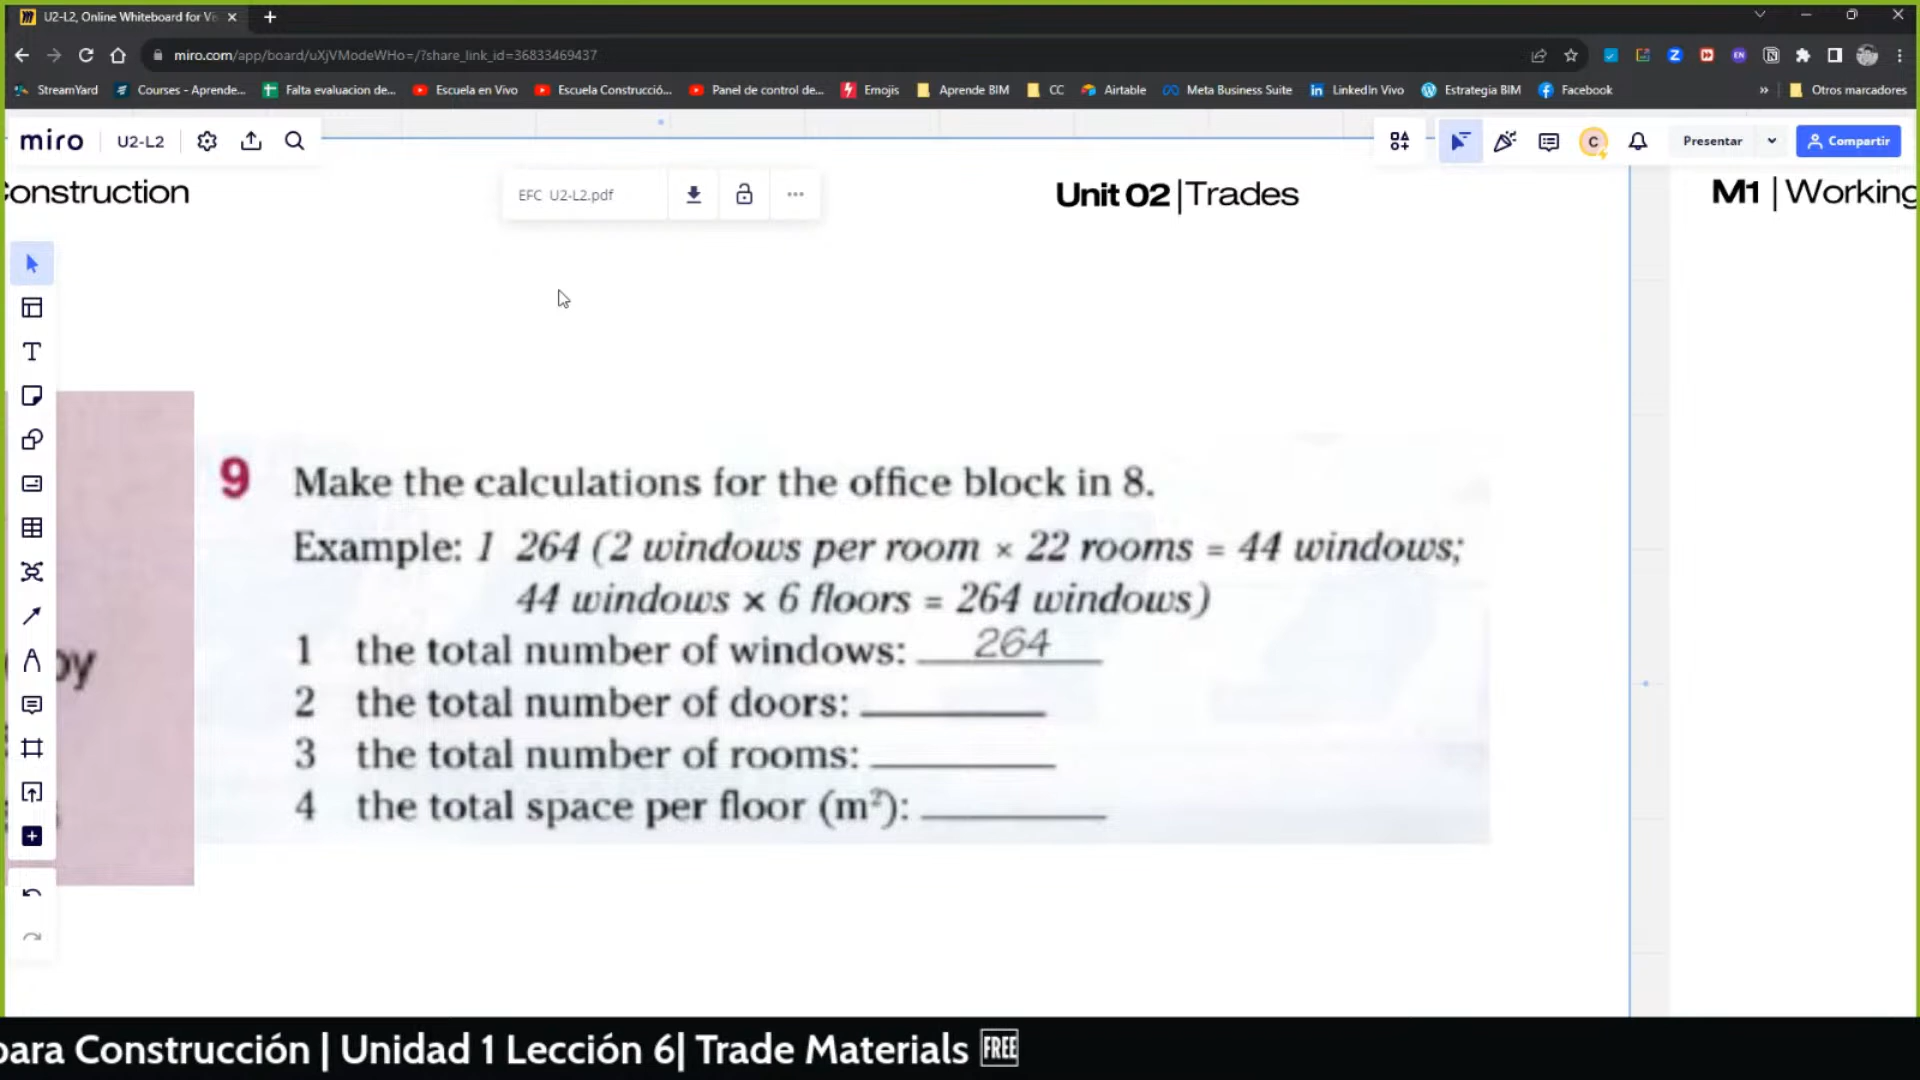 U2-L2, Online Whiteboard for Vi
miro.com/app/board/uXjVModeWHo=/?share_link_id=36833469437
StreamYard
Courses - Aprende...
Falta evaluacion de...
Escuela en Vivo
Escuela Construcció...
Panel de control de...
Emojis
Aprende BIM
CC
Airtable
Meta Business Suite
LinkedIn Vivo
Estrategia BIM
Facebook
»
Otros marcadores
miro
U2-L2
Presentar
Compartir
C
onstruction
EFC U2-L2.pdf
Unit 02 |Trades
M1 | Working
by
9 Make the calculations for the office block in 8.
Example: 1 264 (2 windows per room × 22 rooms = 44 windows;
44 windows × 6 floors = 264 windows)
1 the total number of windows: 264
2 the total number of doors: ________
3 the total number of rooms: ________
4 the total space per floor (m²): ________
para Construcción | Unidad 1 Lección 6| Trade Materials FREE